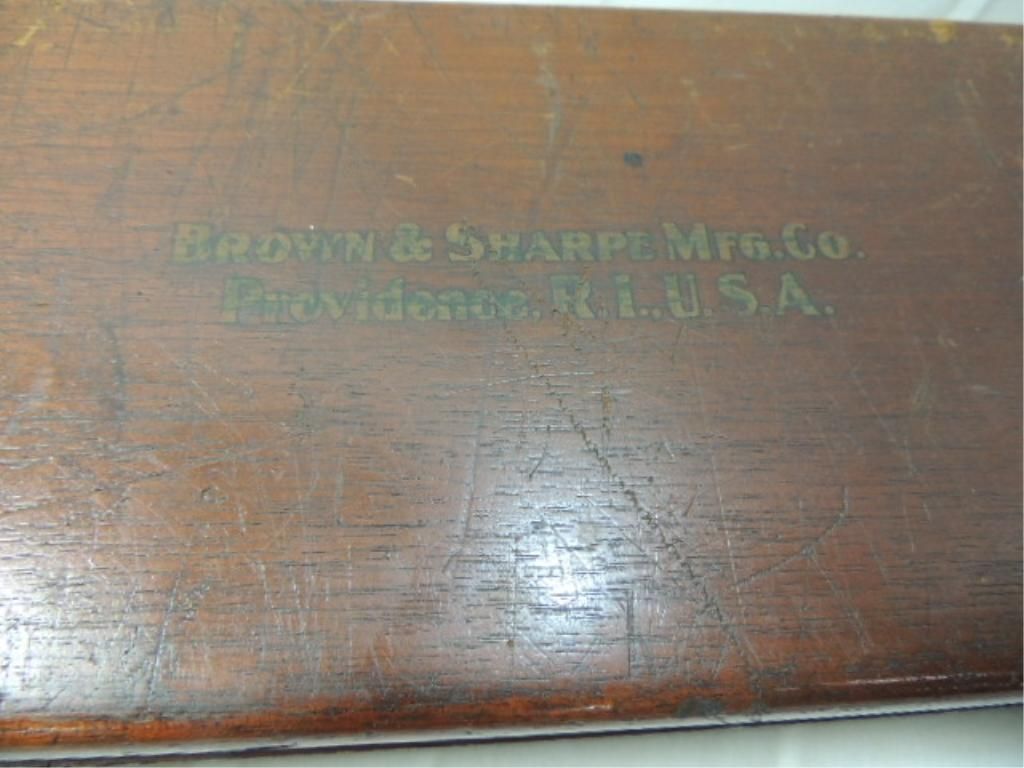 Brown & Sharpe Mfg. Co.
Providence, R.I., U.S.A.